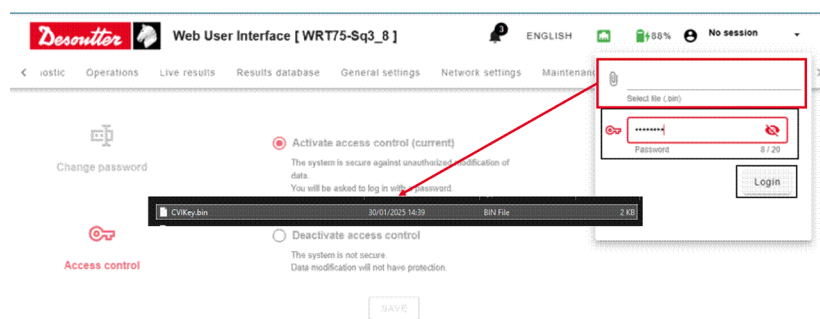 Desoutter
Web User Interface [ WRT75-Sq3_8 ]
3
ENGLISH
88%
No session
iostic
Operations
Live results
Results database
General settings
Network settings
Maintenanc
Select file (.bin)
Password
8 / 20
Login
Change password
Activate access control (current)
The system is secure against unauthorized modification of
data.
You will be asked to log in with a password.
CVIKey.bin
30/01/2025 14:39
BIN File
2 KB
Access control
Deactivate access control
The system is not secure.
Data modification will not have protection.
SAVE